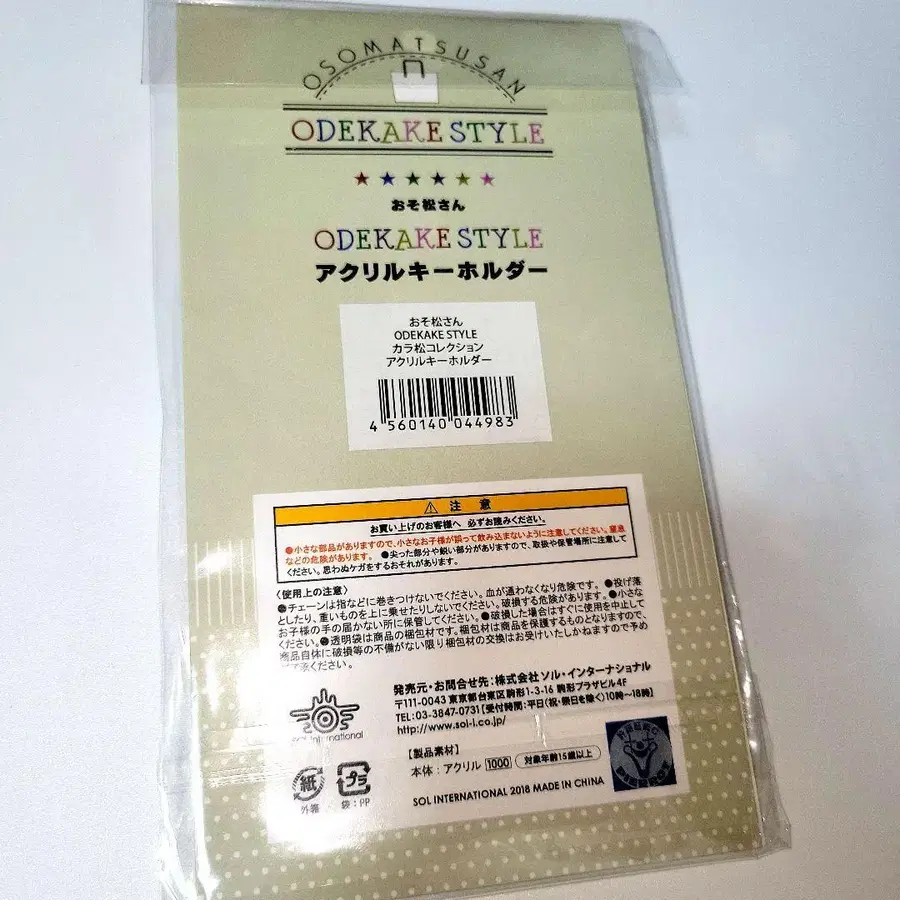 OSOMATSUSAN
ODEKAKE STYLE
おそ松さん
ODEKAKE STYLE
アクリルキーホルダー
おそ松さん
ODEKAKE STYLE
カラ松コレクション
アクリルキーホルダー
4 560140 044983
注 意
お買い上げのお客様へ 必ずお読みください。
●小さな部品がありますので、小さなお子様が誤って飲み込まないように注意してください。窒息
などの危険があります。 ●尖った部分や鋭い部分がありますので、取扱や保管場所に注意して
ください。思わぬケガをするおそれがあります。
〈使用上の注意〉
●チェーンは指などに巻きつけないでください。血が通わなくなり危険です。 ●投げ落
としたり、重いものを上に乗せたりしないでください。破損する危険があります。 ●小さな
お子様の手の届かない所に保管してください。 ●破損した場合はすぐに使用を中止して
ください。 ●透明袋は商品の梱包材です。梱包材は商品を保護するものとなりますので、
商品自体に破損等の不備がない限り梱包材の交換はお受けいたしかねますので予め
ください。
発売元・お問合せ先：株式会社 ソル・インターナショナル
〒111-0043 東京都台東区駒形1-3-16 駒形プラザビル4F
TEL：03-3847-0731 [受付時間：平日(祝・祭日を除く)10時～18時]
http://www.sol-i.co.jp/
SOL International
【製品素材】
本体：アクリル 1000 対象年齢15歳以上
紙
外箱
プラ
袋：PP
SOL INTERNATIONAL 2018 MADE IN CHINA